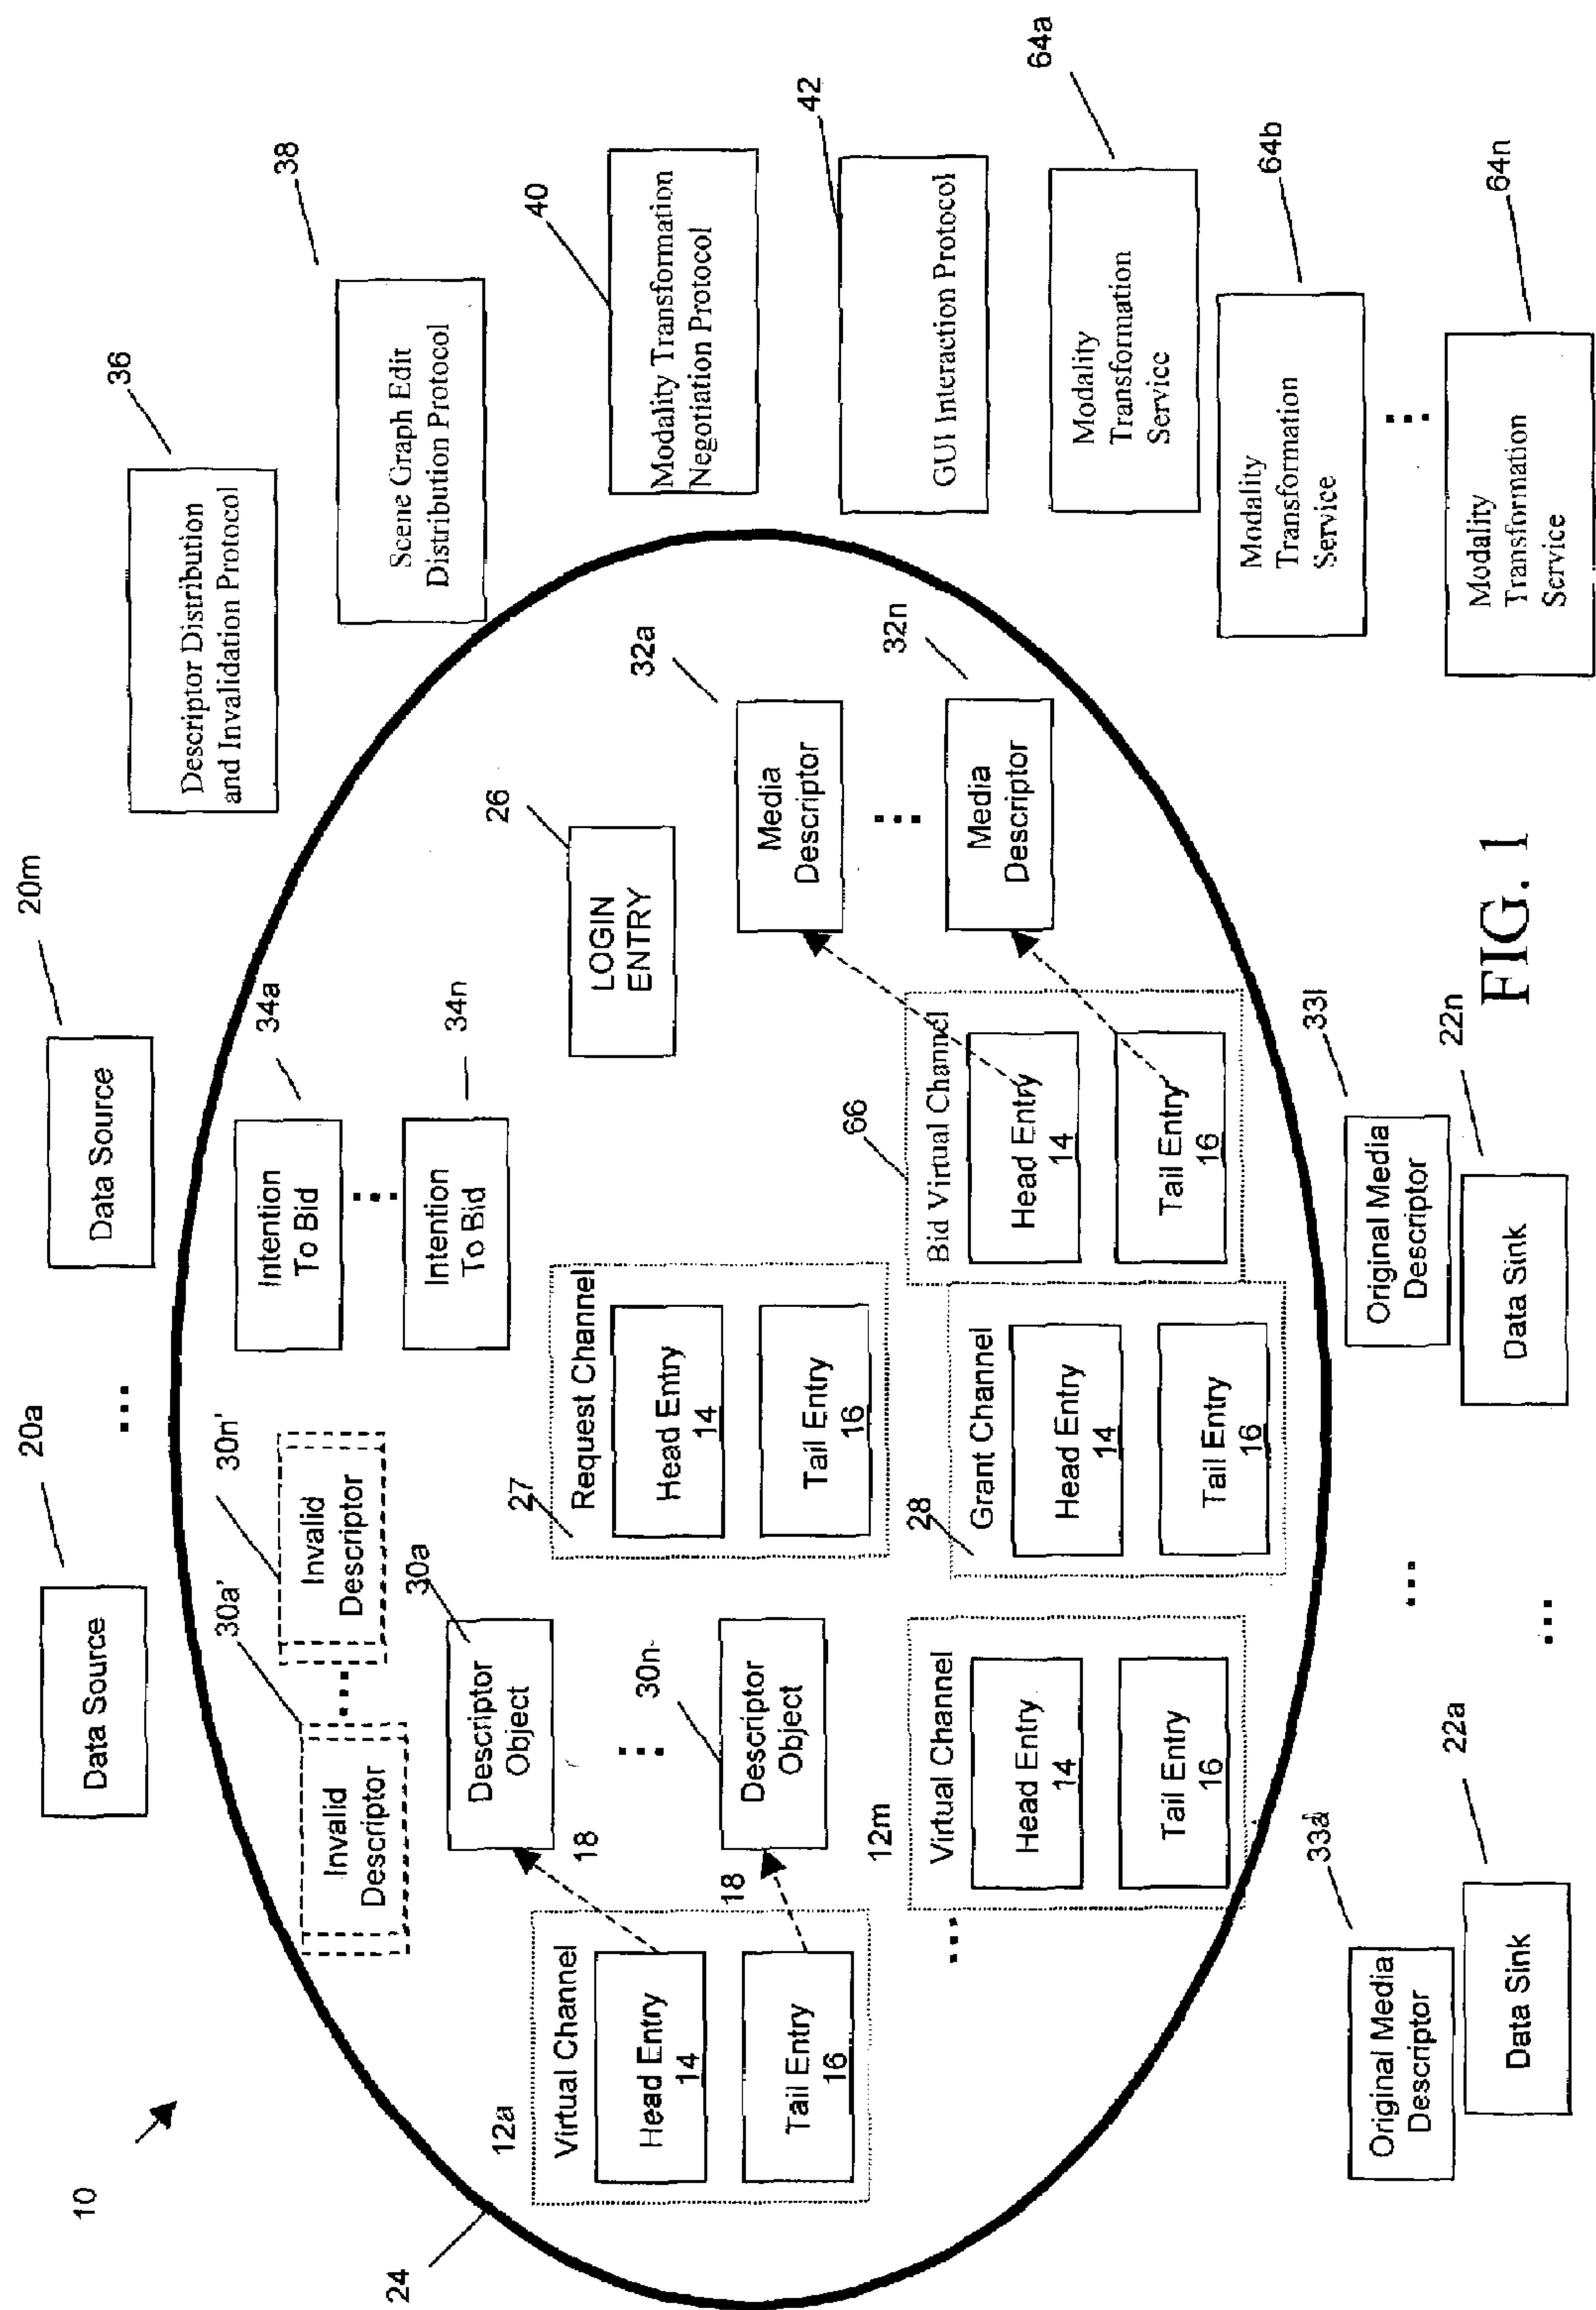 10
24
20a
Data Source
...
20m
Data Source
36
Descriptor Distribution
and Invalidation Protocol
38
Scene Graph Edit
Distribution Protocol
40
Modality Transformation
Negotiation Protocol
42
GUI Interaction Protocol
64a
Modality
Transformation
Service
64b
Modality
Transformation
Service
...
64n
Modality
Transformation
Service
30a'
Invalid
Descriptor
...
30n'
Invalid
Descriptor
34a
Intention
To Bid
...
34n
Intention
To Bid
26
LOGIN
ENTRY
30a
Descriptor
Object
18
...
30n
Descriptor
Object
18
12a
Virtual Channel
Head Entry
14
Tail Entry
16
...
27
Request Channel
Head Entry
14
Tail Entry
16
32a
Media
Descriptor
...
32n
Media
Descriptor
12m
Virtual Channel
Head Entry
14
Tail Entry
16
28
Grant Channel
Head Entry
14
Tail Entry
16
66
Bid Virtual Channel
Head Entry
14
Tail Entry
16
33a
Original Media
Descriptor
...
33l
Original Media
Descriptor
22a
Data Sink
...
22n
Data Sink
FIG. 1